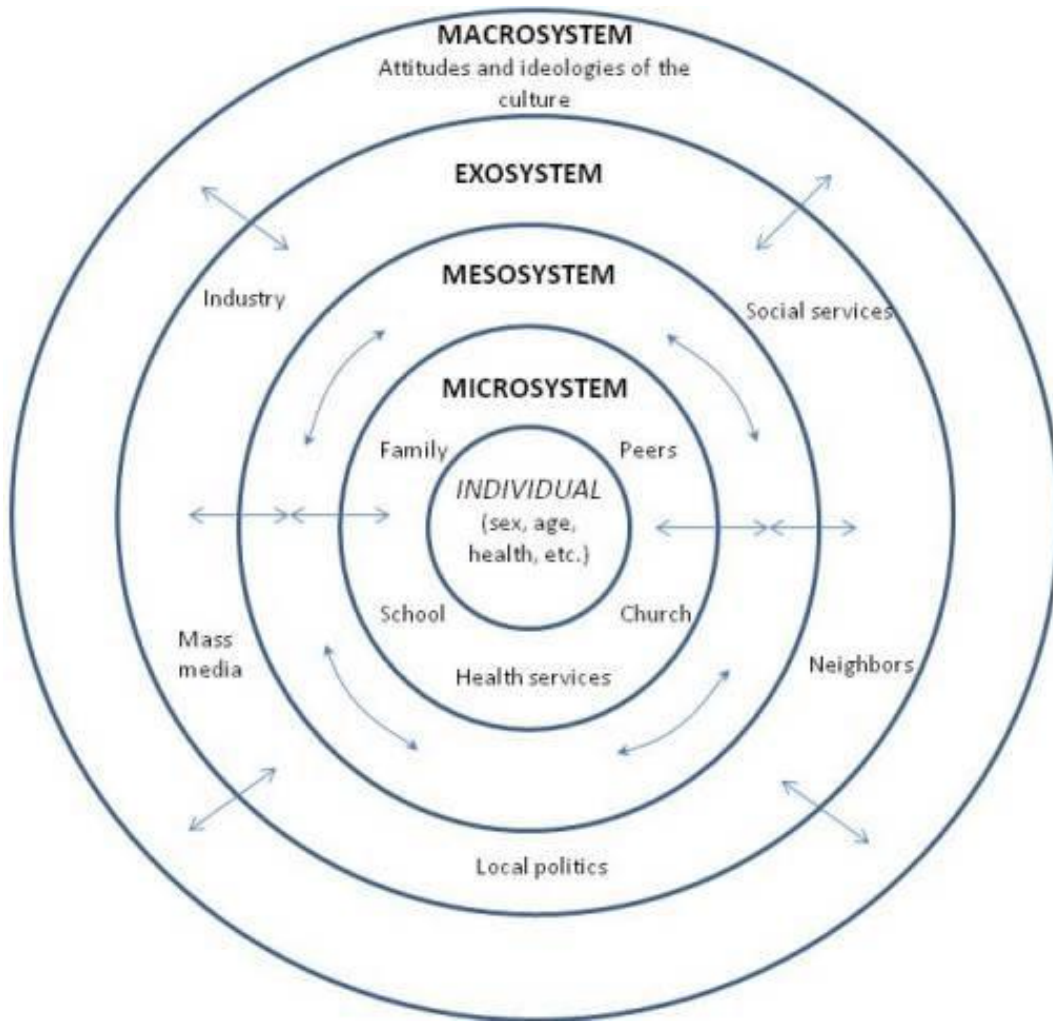 MACROSYSTEM
Attitudes and ideologies of the
culture
EXOSYSTEM
MESOSYSTEM
Industry
Social services
MICROSYSTEM
Family
Peers
INDIVIDUAL
(sex, age,
health, etc.)
School
Church
Mass
media
Neighbors
Health services
Local politics